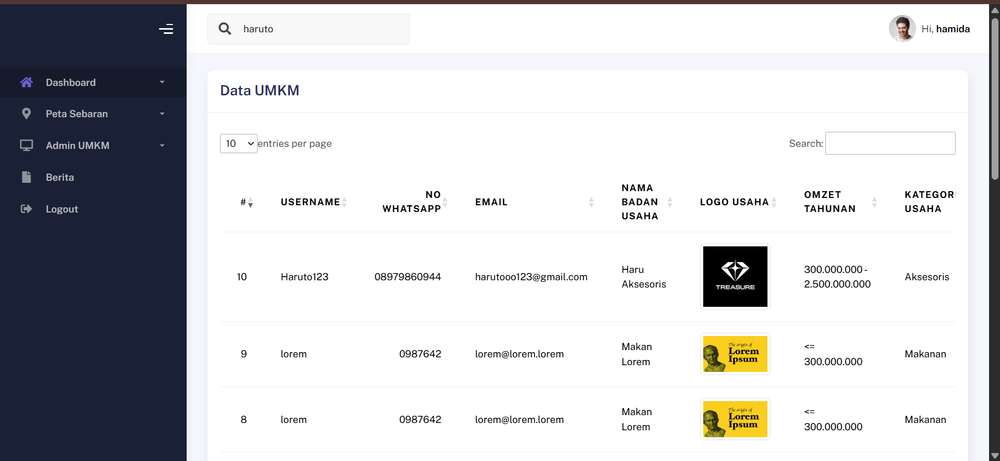 haruto
Hi, hamida
Dashboard
Peta Sebaran
Admin UMKM
Berita
Logout
Data UMKM
10 entries per page
Search:
# USERNAME NO WHATSAPP EMAIL NAMA BADAN USAHA LOGO USAHA OMZET TAHUNAN KATEGORI USAHA
10 Haruto123 08979860944 harutooo123@gmail.com Haru Aksesoris TREASURE 300.000.000 - 2.500.000.000 Aksesoris
9 lorem 0987642 lorem@lorem.lorem Makan Lorem The origin of Lorem Ipsum <= 300.000.000 Makanan
8 lorem 0987642 lorem@lorem.lorem Makan Lorem The origin of Lorem Ipsum <= 300.000.000 Makanan